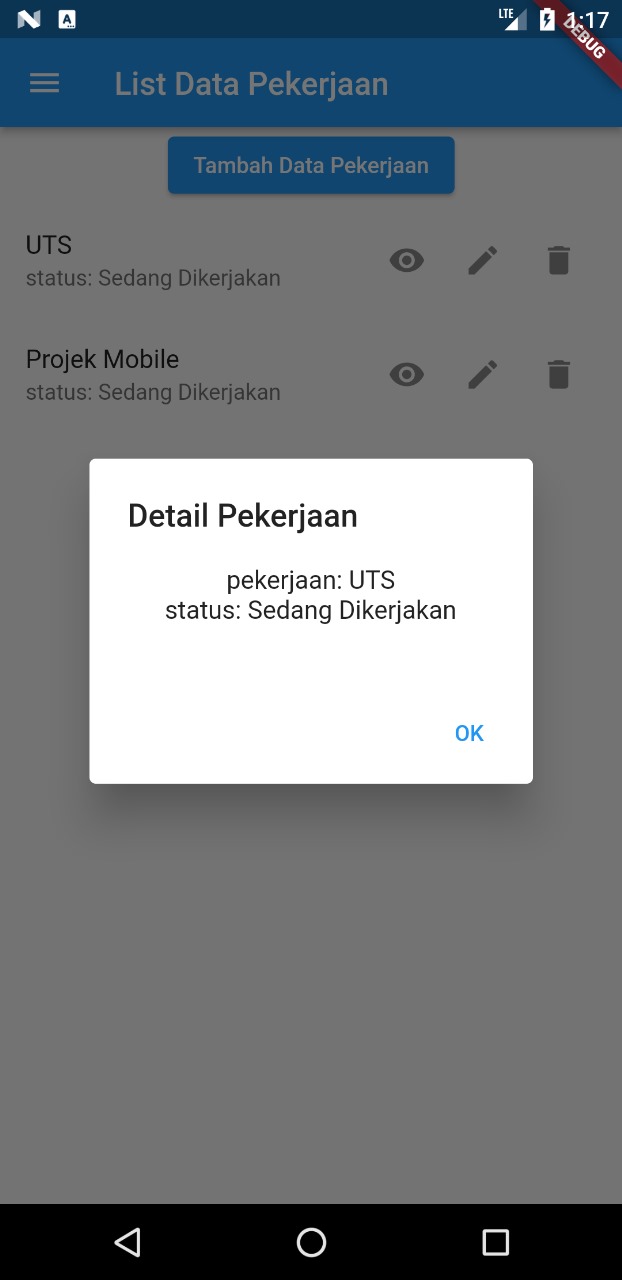 LTE
1:17
DEBUG
List Data Pekerjaan
Tambah Data Pekerjaan
UTS
status: Sedang Dikerjakan
Projek Mobile
status: Sedang Dikerjakan
Detail Pekerjaan
pekerjaan: UTS
status: Sedang Dikerjakan
OK